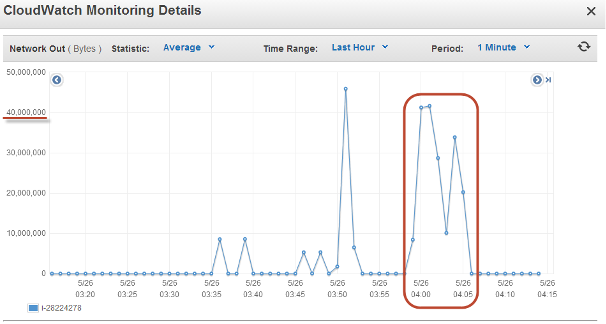 CloudWatch Monitoring Details
Network Out ( Bytes ) Statistic: Average Time Range: Last Hour Period: 1 Minute
50,000,000
40,000,000
30,000,000
20,000,000
10,000,000
0
5/26 5/26 5/26 5/26 5/26 5/26 5/26 5/26 5/26 5/26 5/26 5/26
03:20 03:25 03:30 03:35 03:40 03:45 03:50 03:55 04:00 04:05 04:10 04:15
i-28224278